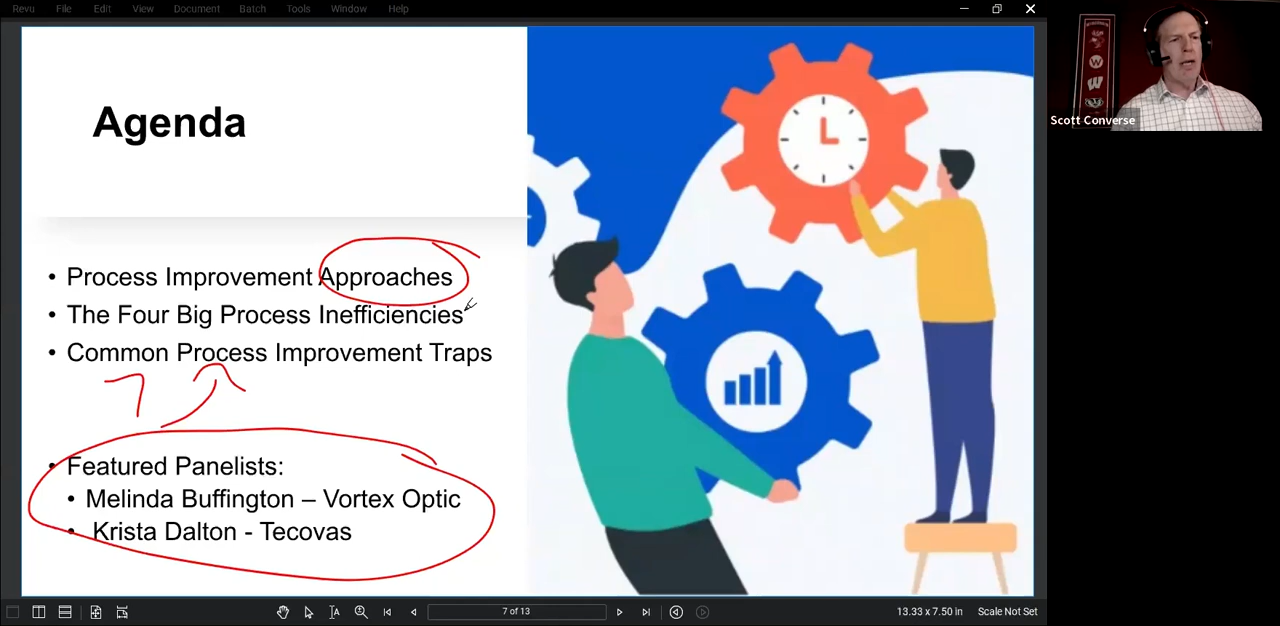 Revu File Edit View Document Batch Tools Window Help
Agenda
• Process Improvement Approaches
• The Four Big Process Inefficiencies
• Common Process Improvement Traps
7
• Featured Panelists:
• Melinda Buffington – Vortex Optic
• Krista Dalton - Tecovas
W
Scott Converse
7 of 13
13.33 x 7.50 in Scale Not Set